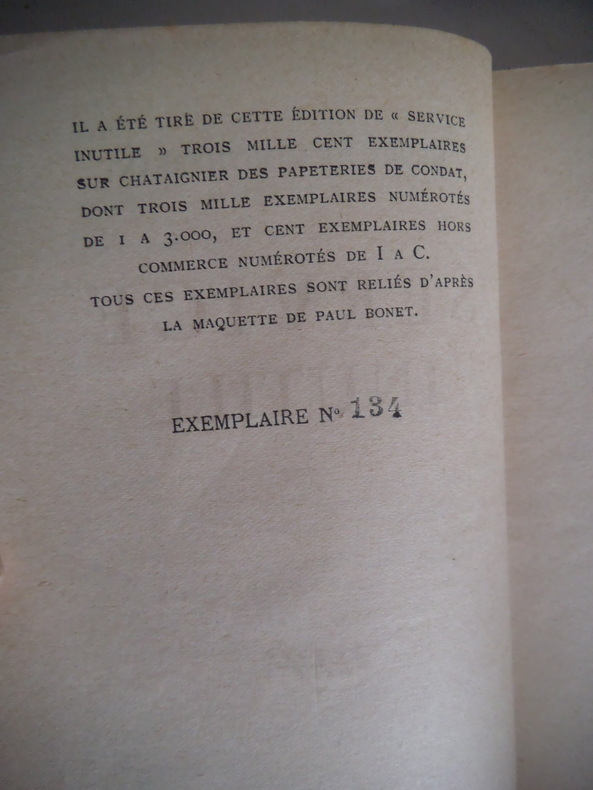 IL A ÉTÉ TIRÉ DE CETTE ÉDITION DE « SERVICE
INUTILE » TROIS MILLE CENT EXEMPLAIRES
SUR CHATAIGNIER DES PAPETERIES DE CONDAT,
DONT TROIS MILLE EXEMPLAIRES NUMÉROTÉS
DE 1 A 3.000, ET CENT EXEMPLAIRES HORS
COMMERCE NUMÉROTÉS DE I A C.
TOUS CES EXEMPLAIRES SONT RELIÉS D'APRÈS
LA MAQUETTE DE PAUL BONET.
EXEMPLAIRE No 134